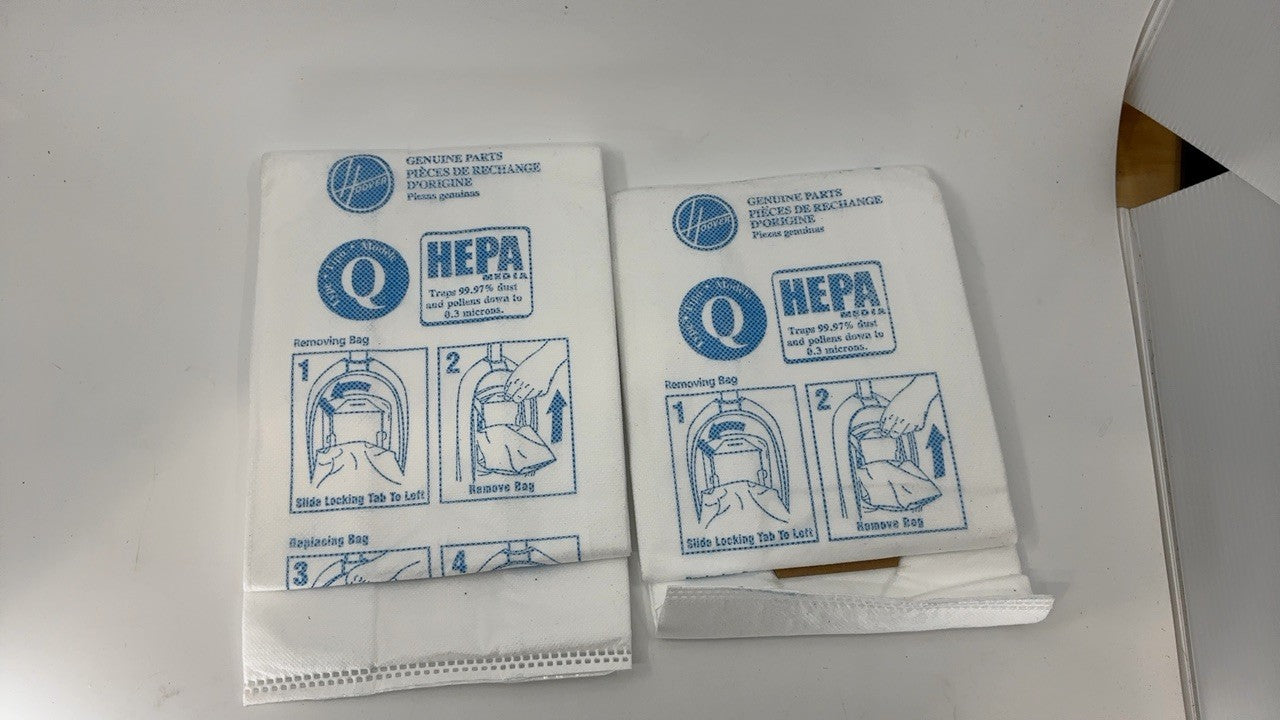 Hoover
GENUINE PARTS
PIÈCES DE RECHANGE
D'ORIGINE
Piezas genuinas
Q
HEPA
MEDIA
Traps 99.97% dust
and pollens down to
0.3 microns.
Removing Bag
1
2
Slide Locking Tab To Left
Remove Bag
Replacing Bag
3
4
Hoover
GENUINE PARTS
PIÈCES DE RECHANGE
D'ORIGINE
Piezas genuinas
Q
HEPA
MEDIA
Traps 99.97% dust
and pollens down to
0.3 microns.
Removing Bag
1
2
Slide Locking Tab To Left
Remove Bag